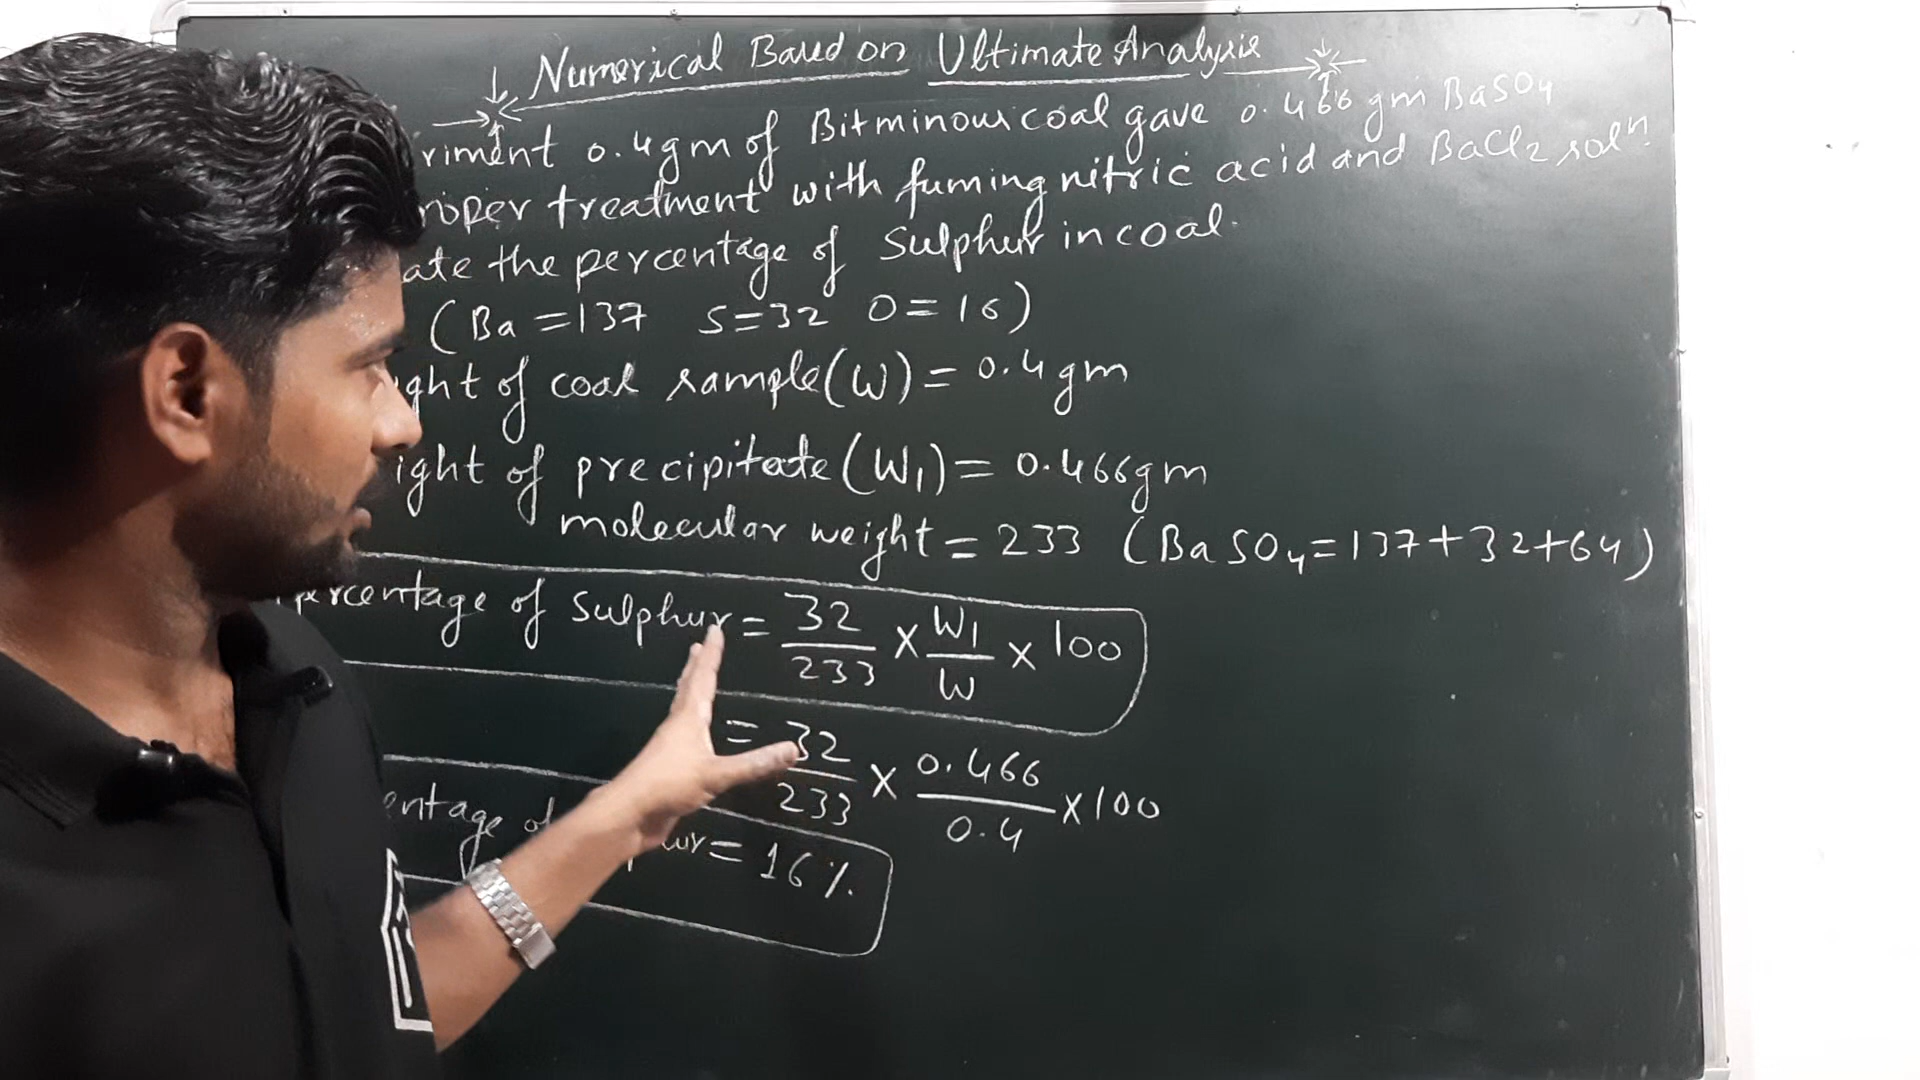 Numerical Based on Ultimate Analysis
riment 0.4gm of Bitminous coal gave 0.466 gm BaSO4
roper treatment with fuming nitric acid and BaCl2 soln.
ate the percentage of Sulphur in coal.
(Ba=137 S=32 O=16)
ght of coal sample(W)=0.4gm
ight of precipitate(W1)=0.466gm
molecular weight=233 (BaSO4=137+32+64)
percentage of Sulphur=32/233 x W1/W x 100
=32/233 x 0.466/0.4 x100
entage of ur=16%.